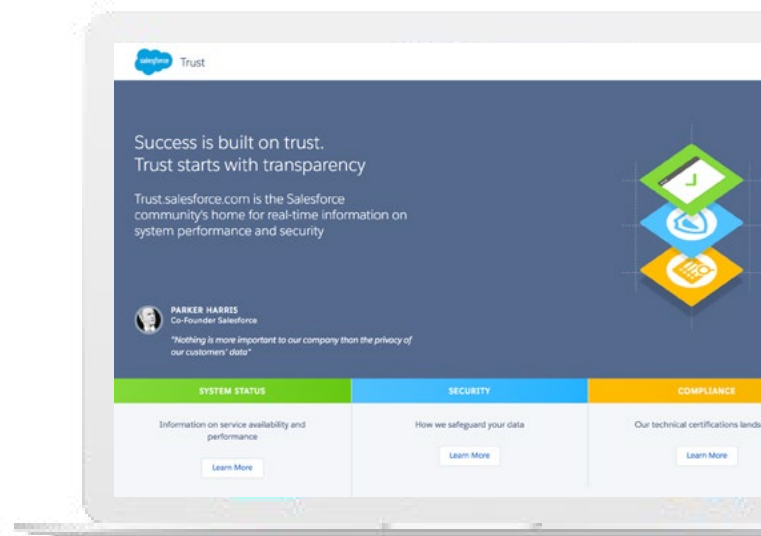 salesforce
Trust
Success is built on trust.
Trust starts with transparency
Trust.salesforce.com is the Salesforce
community's home for real-time information on
system performance and security
PARKER HARRIS
Co-Founder Salesforce
"Nothing is more important to our company than the privacy of
our customers' data"
SYSTEM STATUS
Information on service availability and
performance
Learn More
SECURITY
How we safeguard your data
Learn More
COMPLIANCE
Our technical certifications lands
Learn More